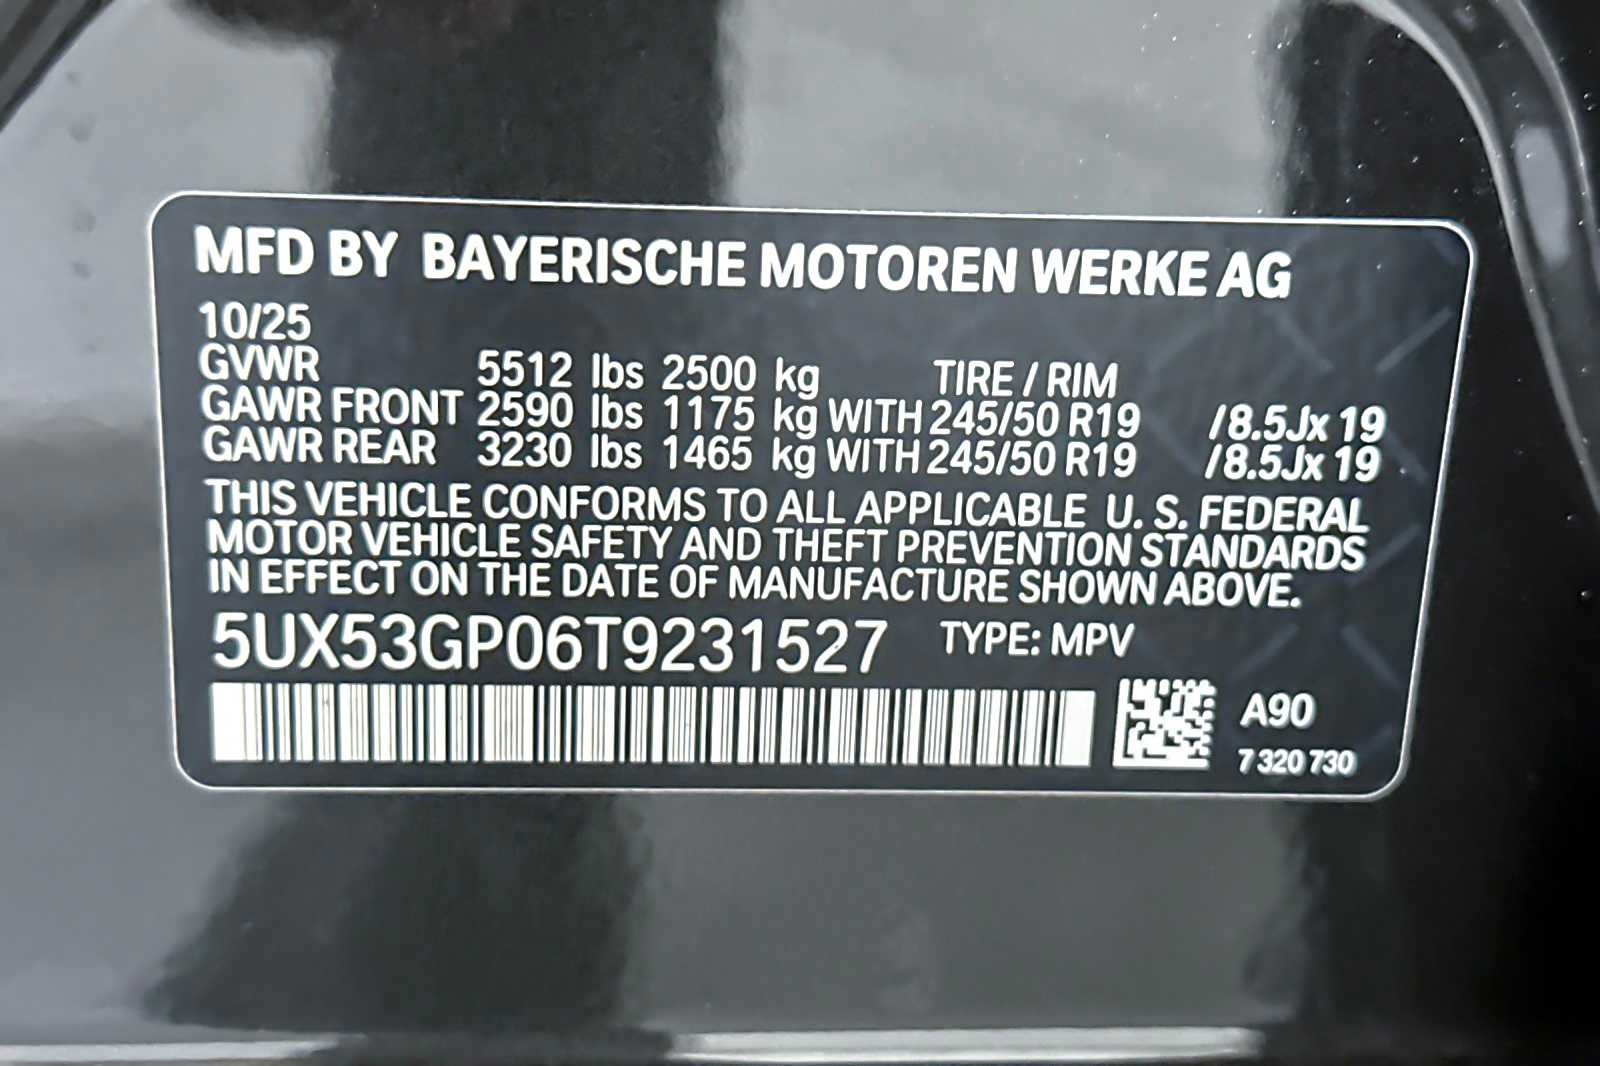 MFD BY BAYERISCHE MOTOREN WERKE AG
10/25
GVWR 5512 lbs 2500 kg TIRE / RIM
GAWR FRONT 2590 lbs 1175 kg WITH 245/50 R19 /8.5Jx 19
GAWR REAR 3230 lbs 1465 kg WITH 245/50 R19 /8.5Jx 19
THIS VEHICLE CONFORMS TO ALL APPLICABLE U. S. FEDERAL
MOTOR VEHICLE SAFETY AND THEFT PREVENTION STANDARDS
IN EFFECT ON THE DATE OF MANUFACTURE SHOWN ABOVE.
5UX53GP06T9231527 TYPE: MPV
A90
7 320 730